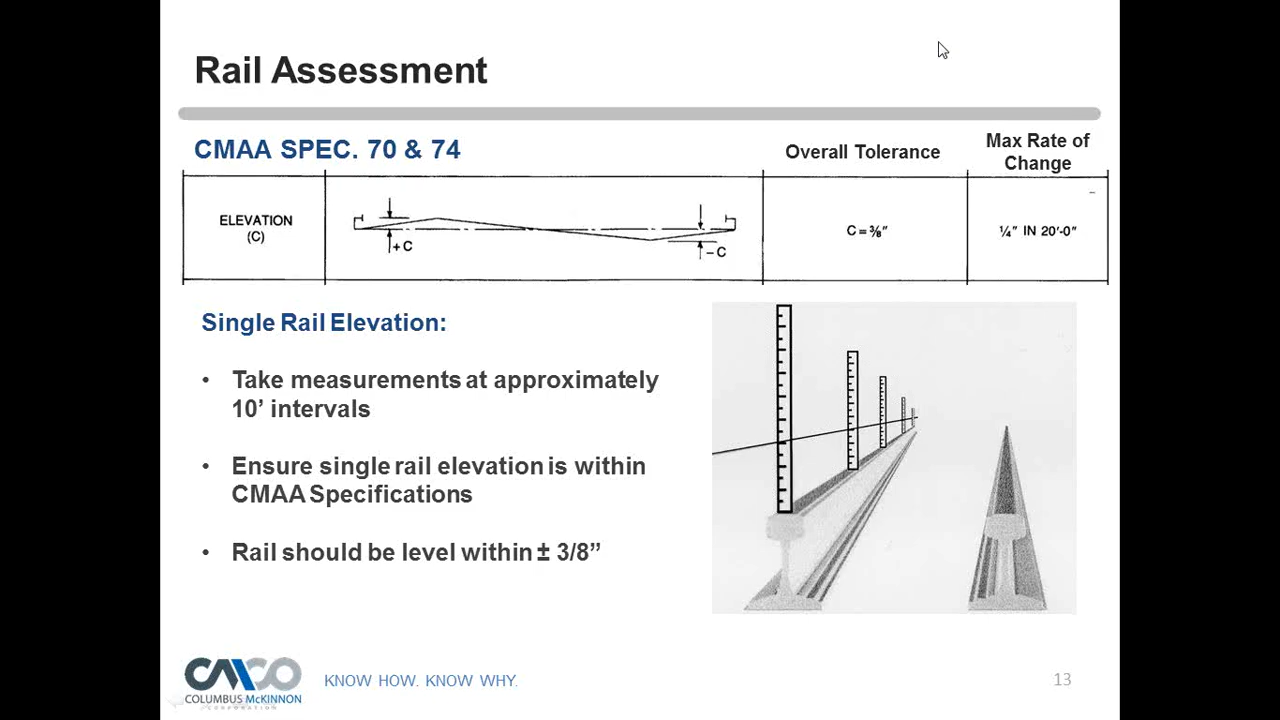 Rail Assessment
CMAA SPEC. 70 & 74
Overall Tolerance
Max Rate of
Change
ELEVATION
(C)
+ C
– C
C = ⅜"
¼" IN 20'-0"
Single Rail Elevation:
• Take measurements at approximately
10’ intervals
• Ensure single rail elevation is within
CMAA Specifications
• Rail should be level within ± 3/8”
CMCO
COLUSBUS McKINNON
CORPORATION
KNOW HOW. KNOW WHY.
13